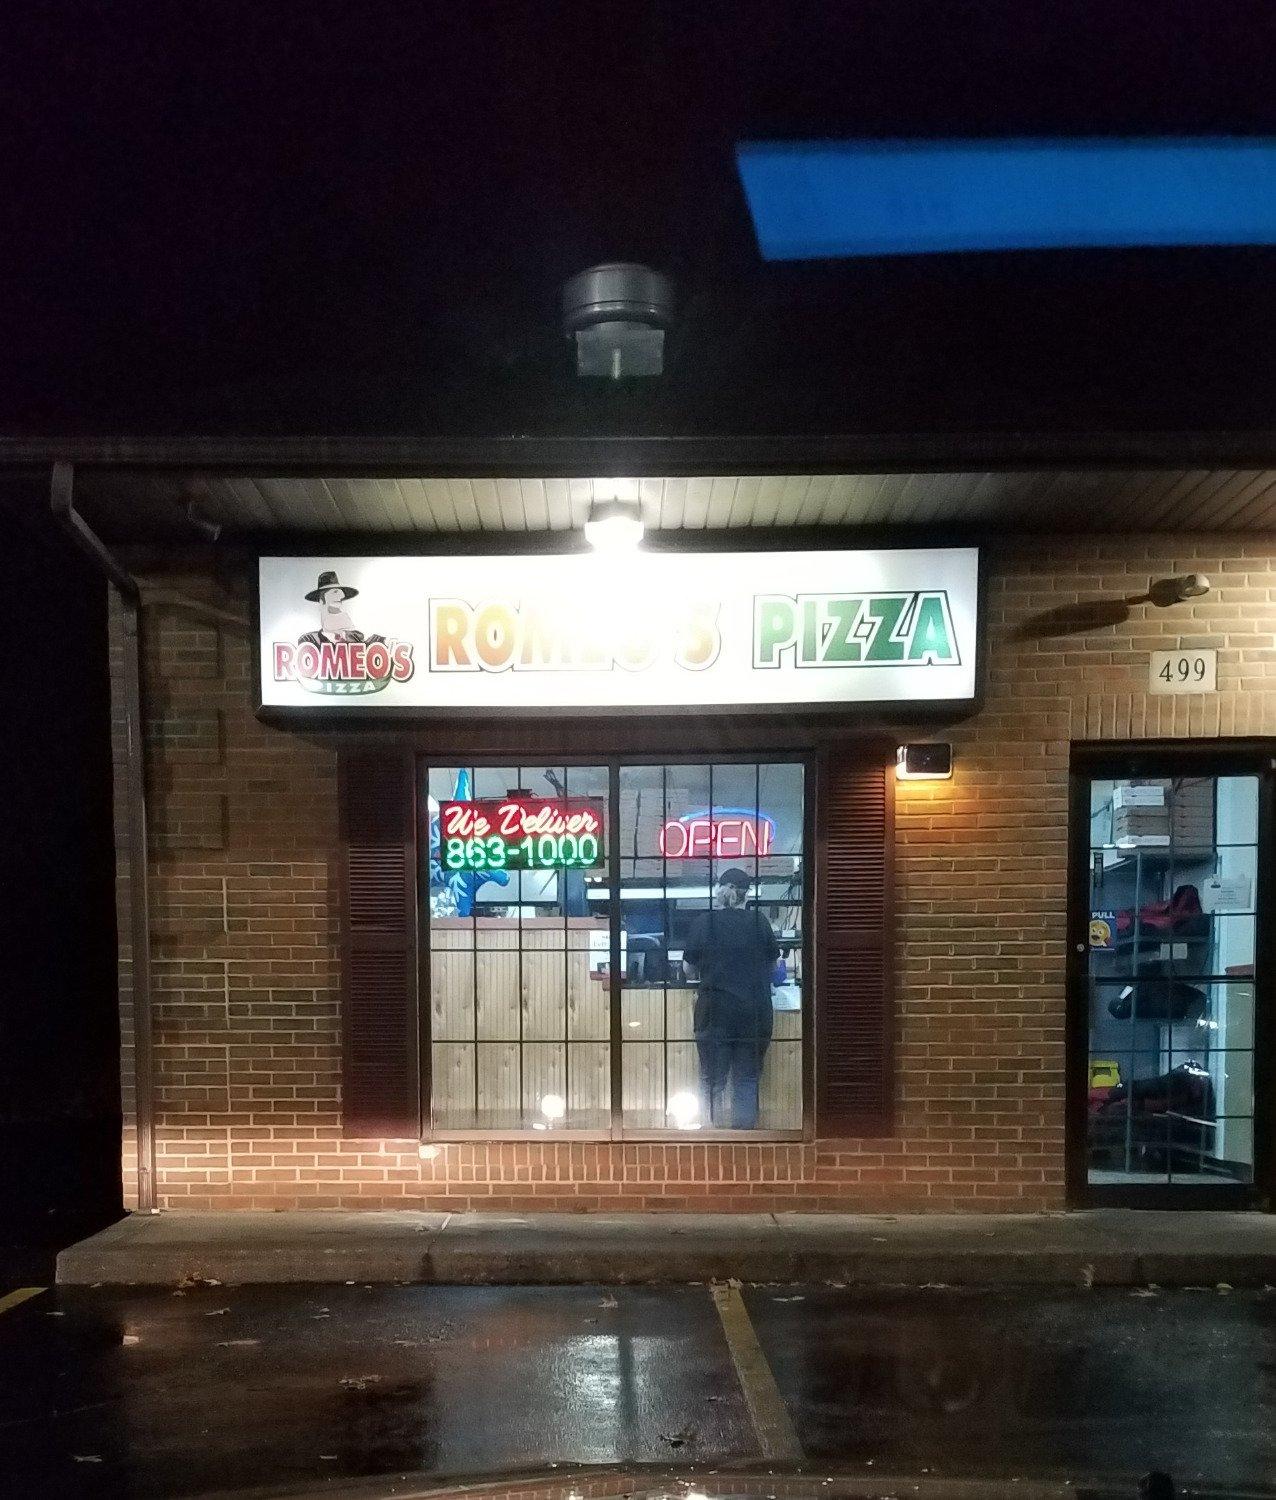 ROMEO'S
PIZZA
ROMEO'S PIZZA
499
We Deliver
863-1000
OPEN
PULL